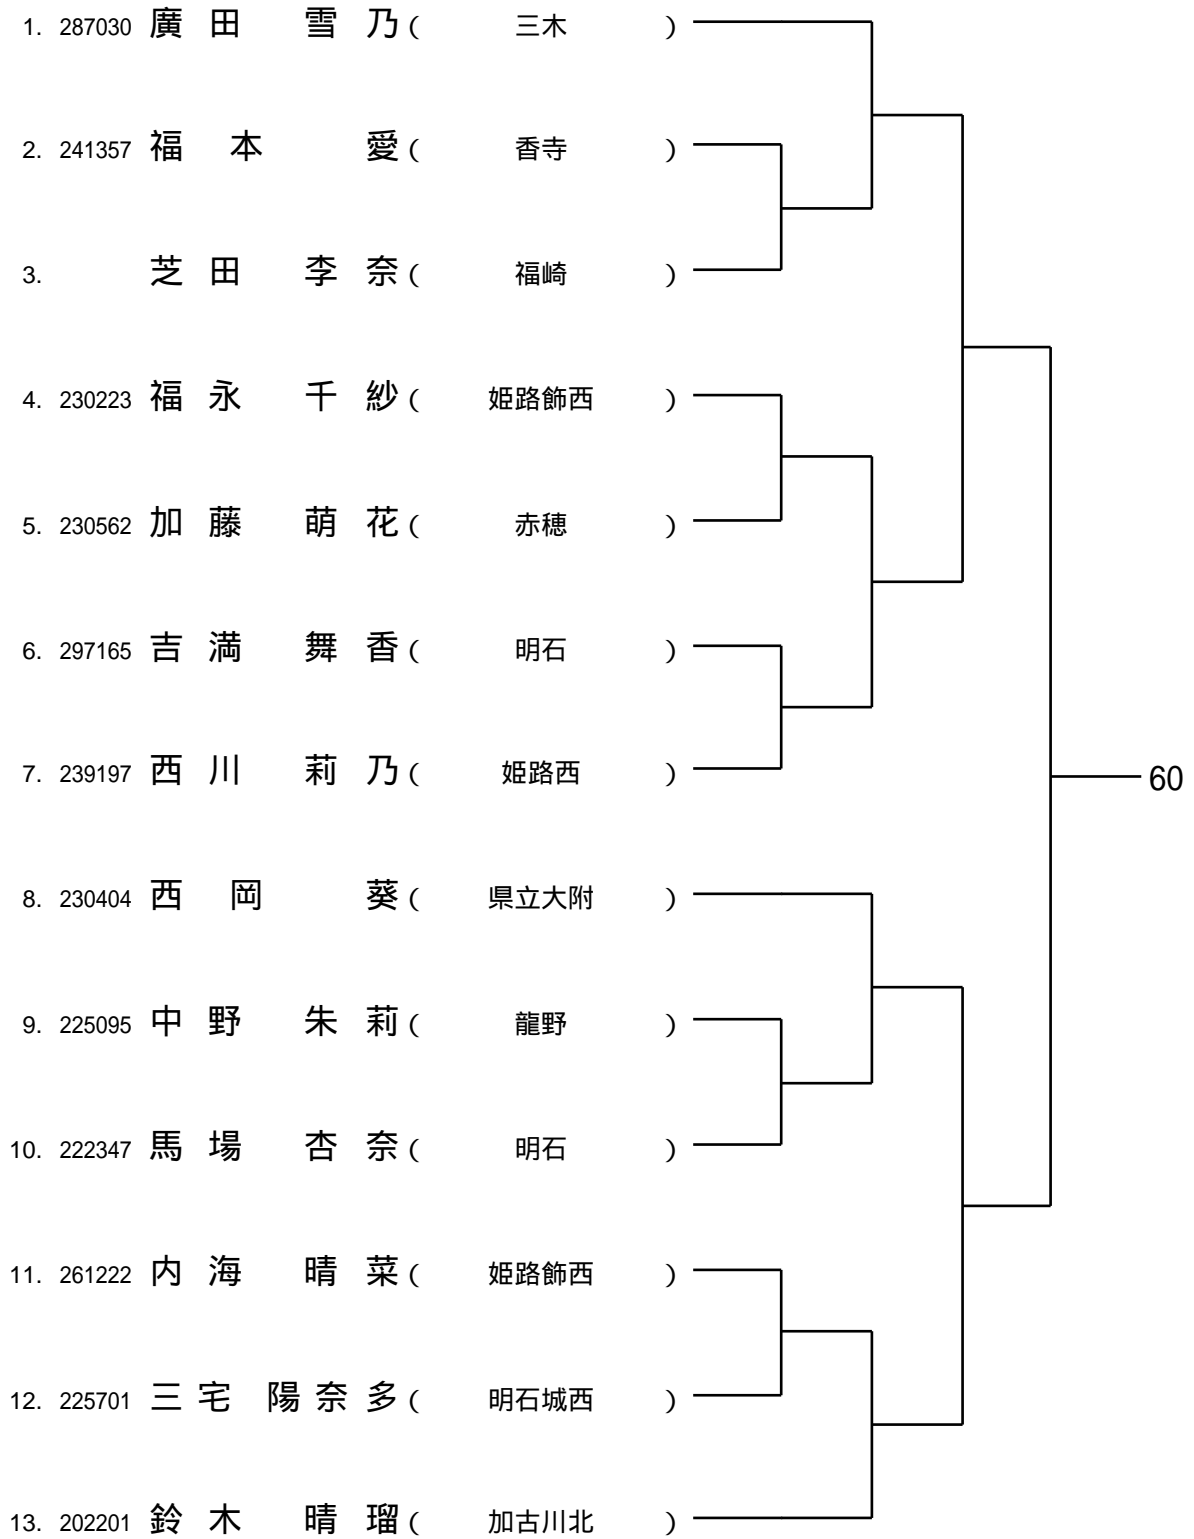 1. 287030 廣田 雪乃 ( 三木 )
2. 241357 福本 愛 ( 香寺 )
3. 芝田 李奈 ( 福崎 )
4. 230223 福永 千紗 ( 姫路飾西 )
5. 230562 加藤 萌花 ( 赤穂 )
6. 297165 吉満 舞香 ( 明石 )
7. 239197 西川 莉乃 ( 姫路西 )
60
8. 230404 西岡 葵 ( 県立大附 )
9. 225095 中野 朱莉 ( 龍野 )
10. 222347 馬場 杏奈 ( 明石 )
11. 261222 内海 晴菜 ( 姫路飾西 )
12. 225701 三宅 陽奈多 ( 明石城西 )
13. 202201 鈴木 晴瑠 ( 加古川北 )